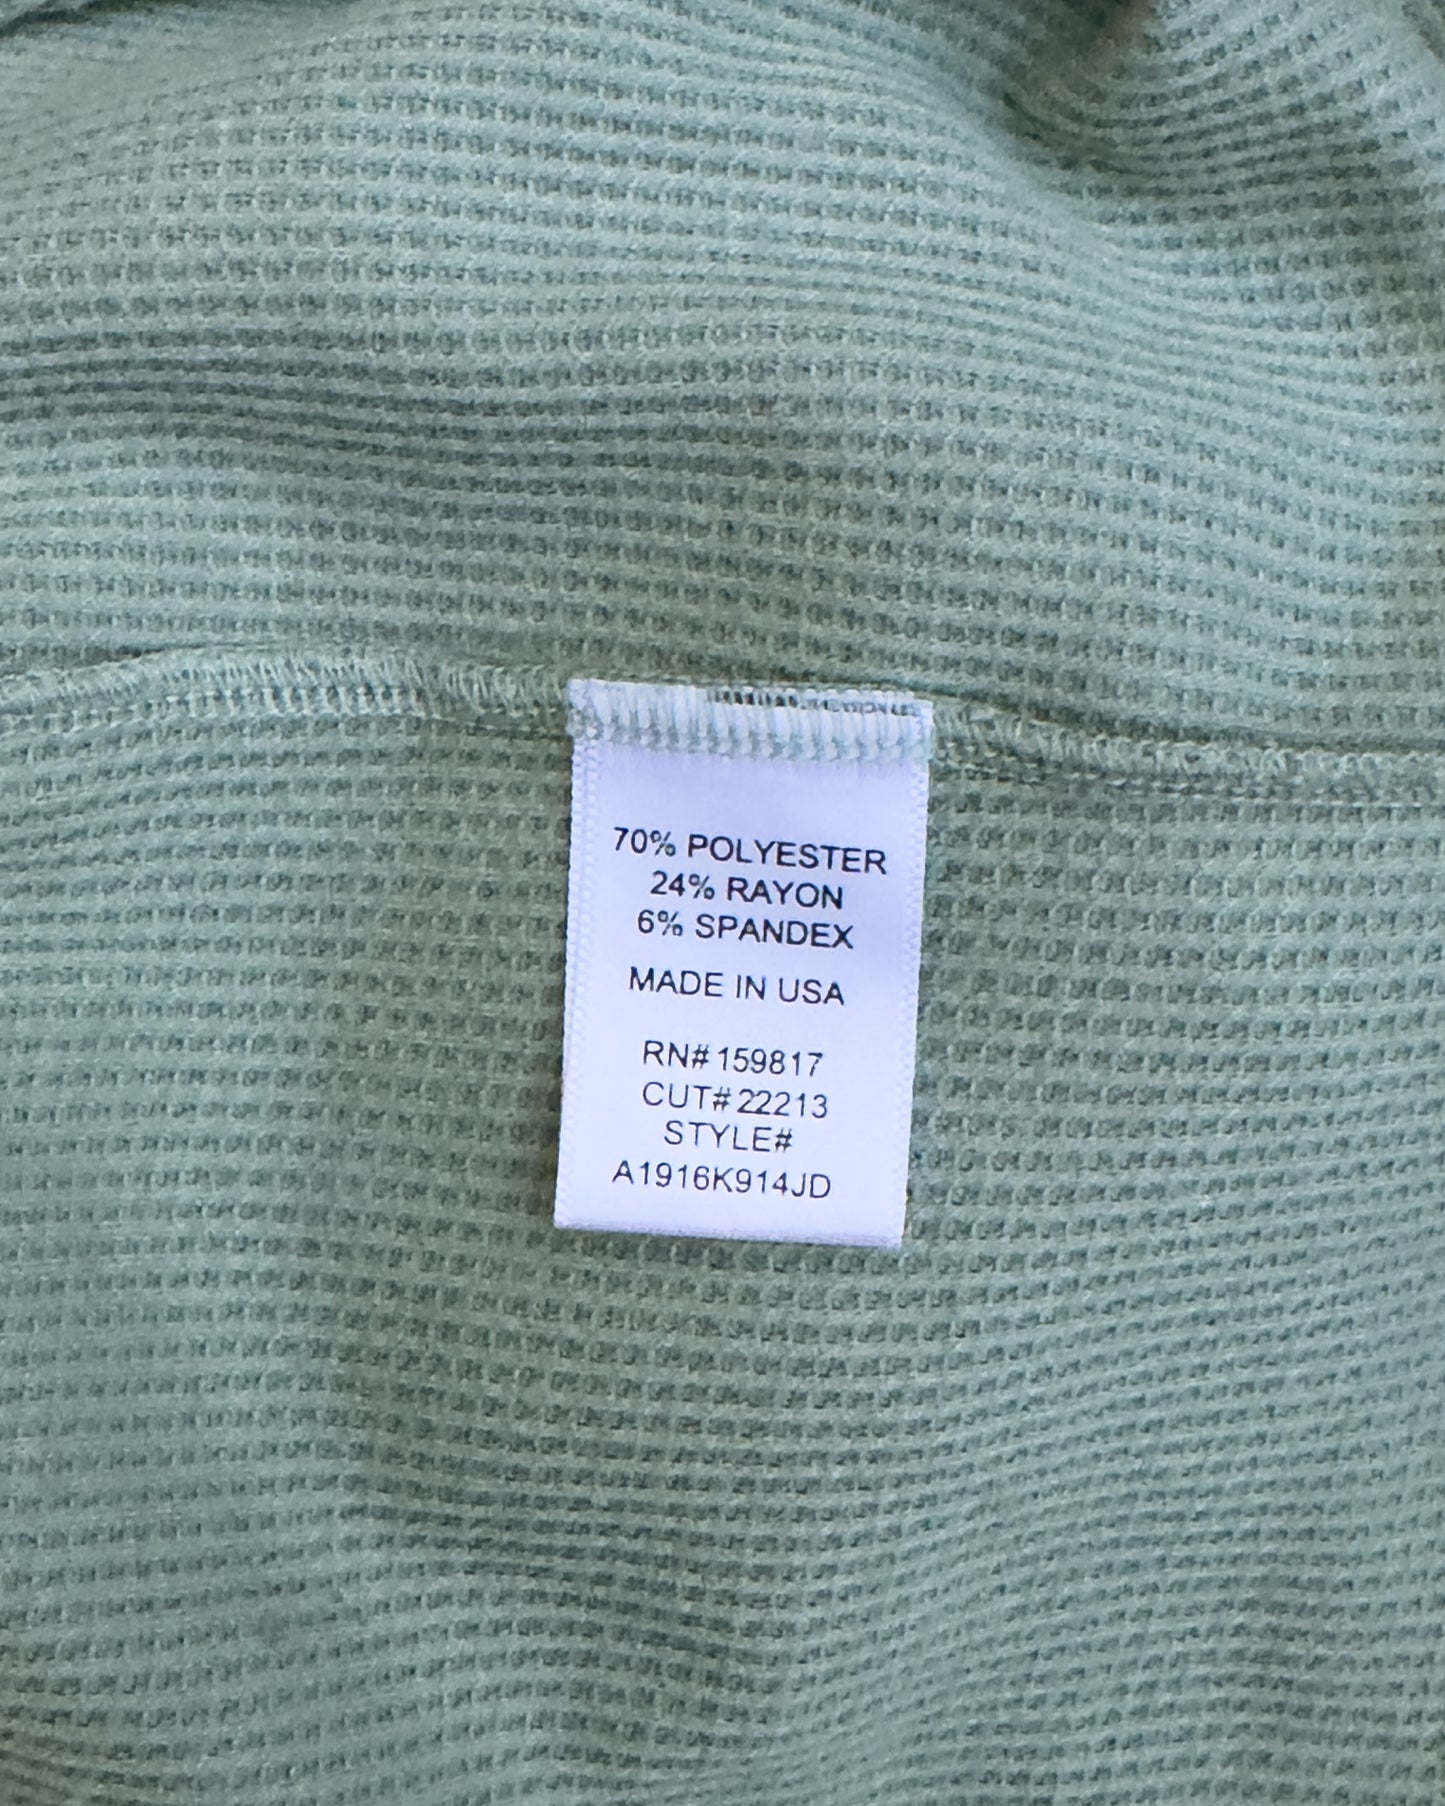 70% POLYESTER
24% RAYON
6% SPANDEX
MADE IN USA
RN# 159817
CUT# 22213
STYLE#
A1916K914JD